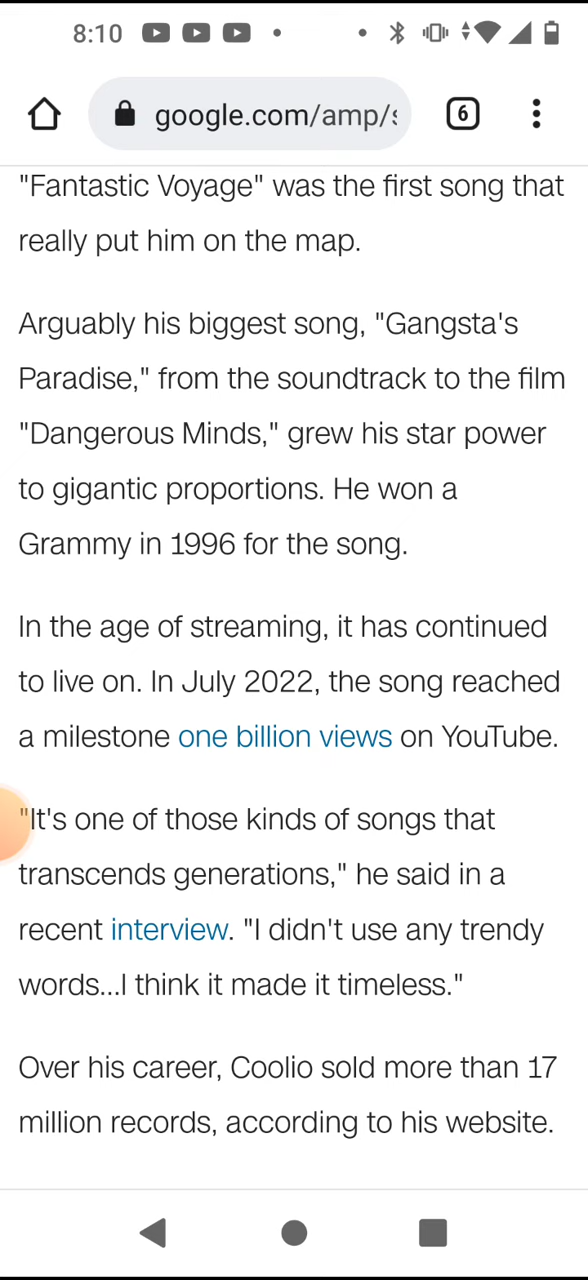 8:10
google.com/amp/s
6
"Fantastic Voyage" was the first song that
really put him on the map.
Arguably his biggest song, "Gangsta's
Paradise," from the soundtrack to the film
"Dangerous Minds," grew his star power
to gigantic proportions. He won a
Grammy in 1996 for the song.
In the age of streaming, it has continued
to live on. In July 2022, the song reached
a milestone one billion views on YouTube.
"It's one of those kinds of songs that
transcends generations," he said in a
recent interview. "I didn't use any trendy
words...I think it made it timeless."
Over his career, Coolio sold more than 17
million records, according to his website.